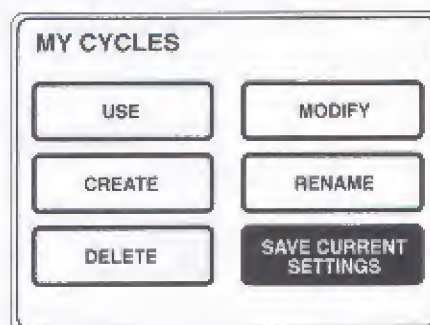 MY CYCLES
USE
MODIFY
CREATE
RENAME
DELETE
SAVE CURRENT
SETTINGS